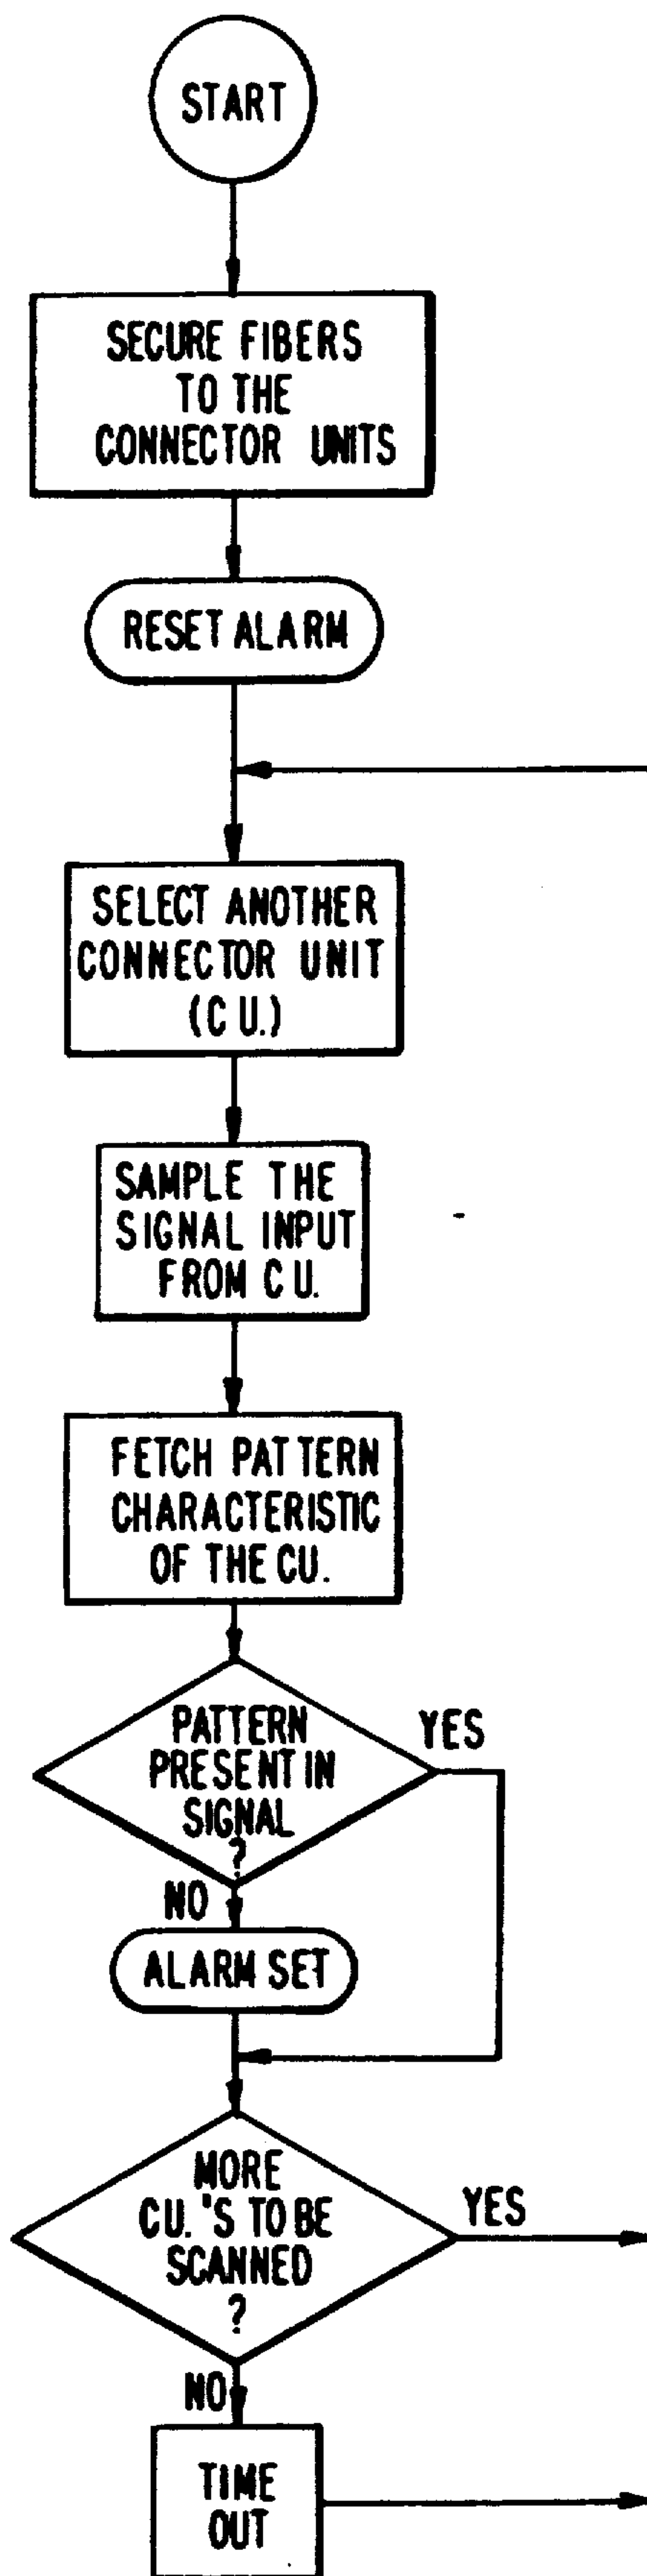 START
SECURE FIBERS
TO THE
CONNECTOR UNITS
RESET ALARM
SELECT ANOTHER
CONNECTOR UNIT
(C U.)
SAMPLE THE
SIGNAL INPUT
FROM C U.
FETCH PATTERN
CHARACTERISTIC
OF THE CU.
PATTERN
PRESENT IN
SIGNAL
?
YES
NO
ALARM SET
MORE
CU.'S TO BE
SCANNED
?
YES
NO
TIME
OUT